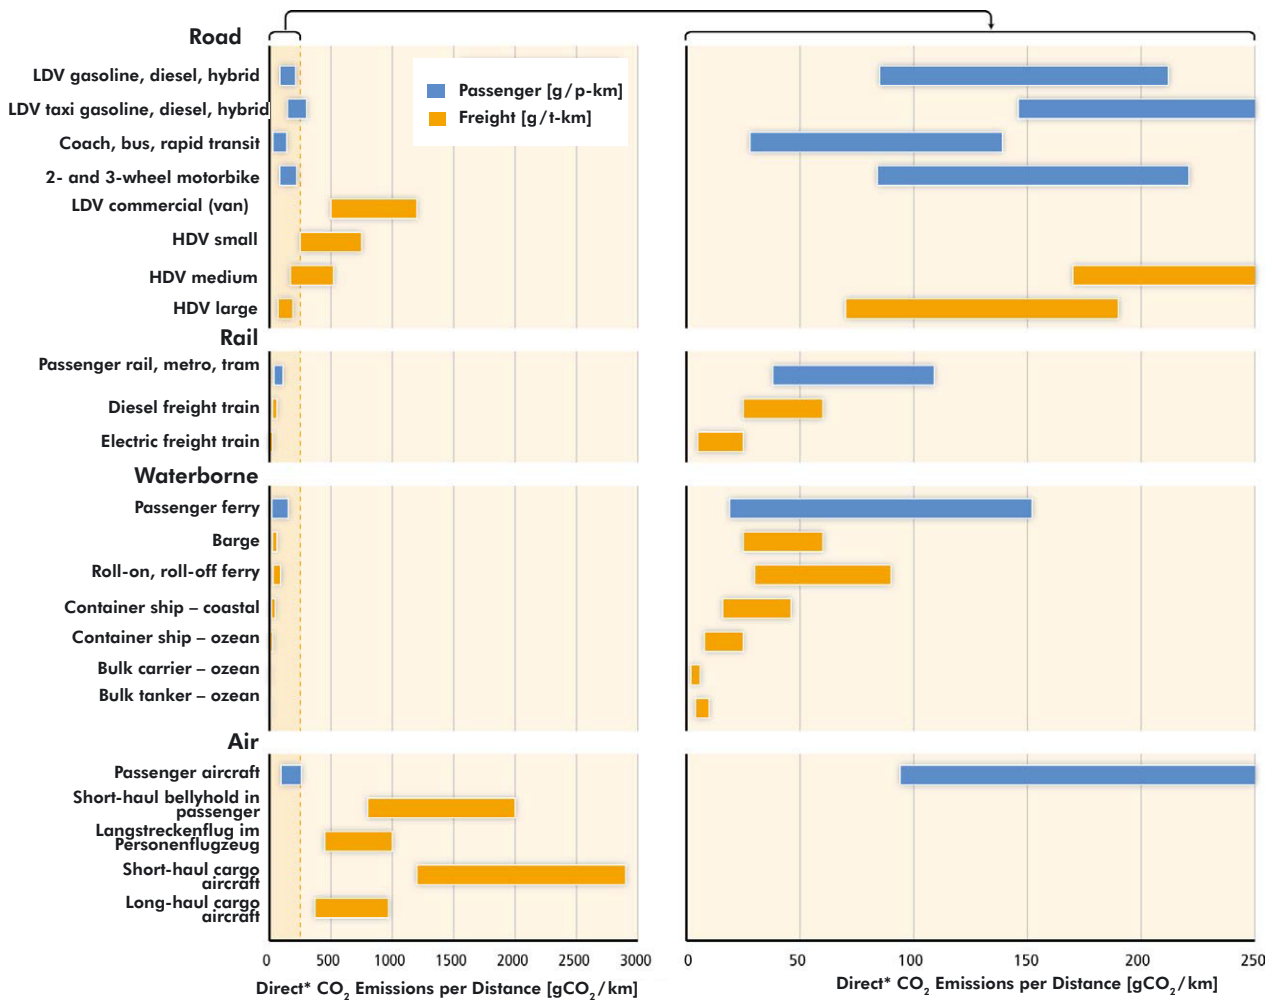 Road
LDV gasoline, diesel, hybrid
LDV taxi gasoline, diesel, hybrid
Coach, bus, rapid transit
2- and 3-wheel motorbike
LDV commercial (van)
HDV small
HDV medium
HDV large
Passenger [g/p-km]
Freight [g/t-km]
Rail
Passenger rail, metro, tram
Diesel freight train
Electric freight train
Waterborne
Passenger ferry
Barge
Roll-on, roll-off ferry
Container ship – coastal
Container ship – ozean
Bulk carrier – ozean
Bulk tanker – ozean
Air
Passenger aircraft
Short-haul bellyhold in
passenger
Langstreckenflug im
Personenflugzeug
Short-haul cargo
aircraft
Long-haul cargo
aircraft
0 500 1000 1500 2000 2500 3000
Direct* CO₂ Emissions per Distance [gCO₂/km]
0 50 100 150 200 250
Direct* CO₂ Emissions per Distance [gCO₂/km]